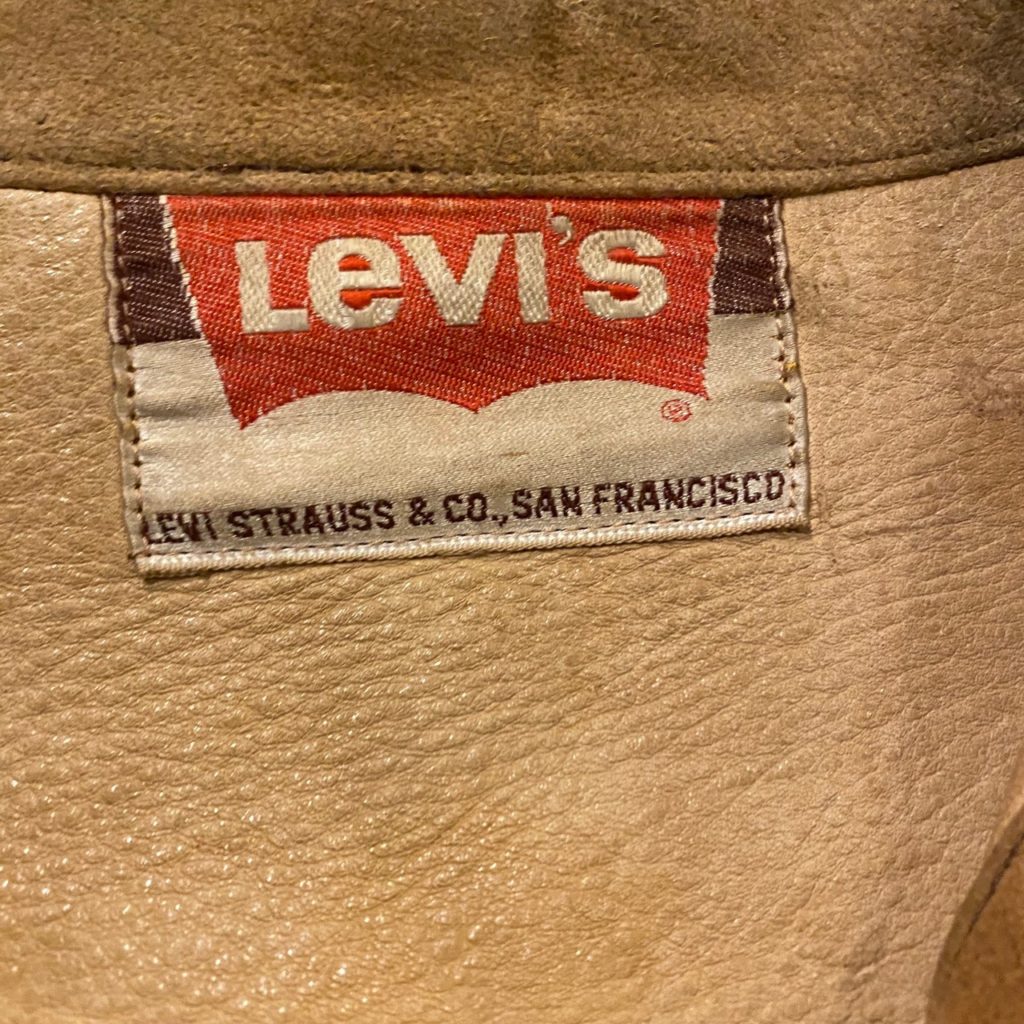 Levi's
®
LEVI STRAUSS & CO., SAN FRANCISCO